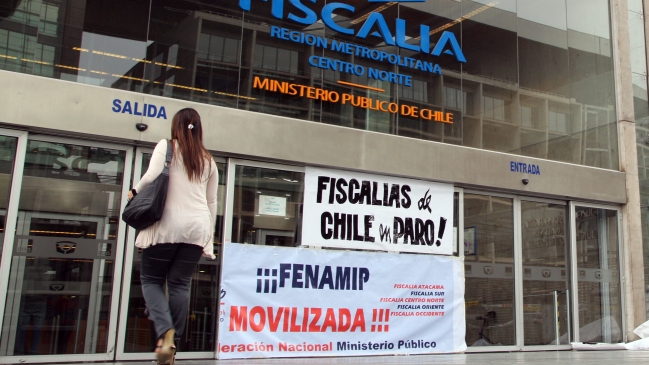 FISCALIA
REGION METROPOLITANA
CENTRO NORTE
MINISTERIO PUBLICO DE CHILE
SALIDA
ENTRADA
FISCALIAS de
CHILE en PARO!
¡¡¡FENAMIP
MOVILIZADA !!!
FISCALIA ATACAMA
FISCALIA SUR
FISCALIA CENTRO NORTE
FISCALIA ORIENTE
FISCALIA OCCIDENTE
eración Nacional Ministerio Público